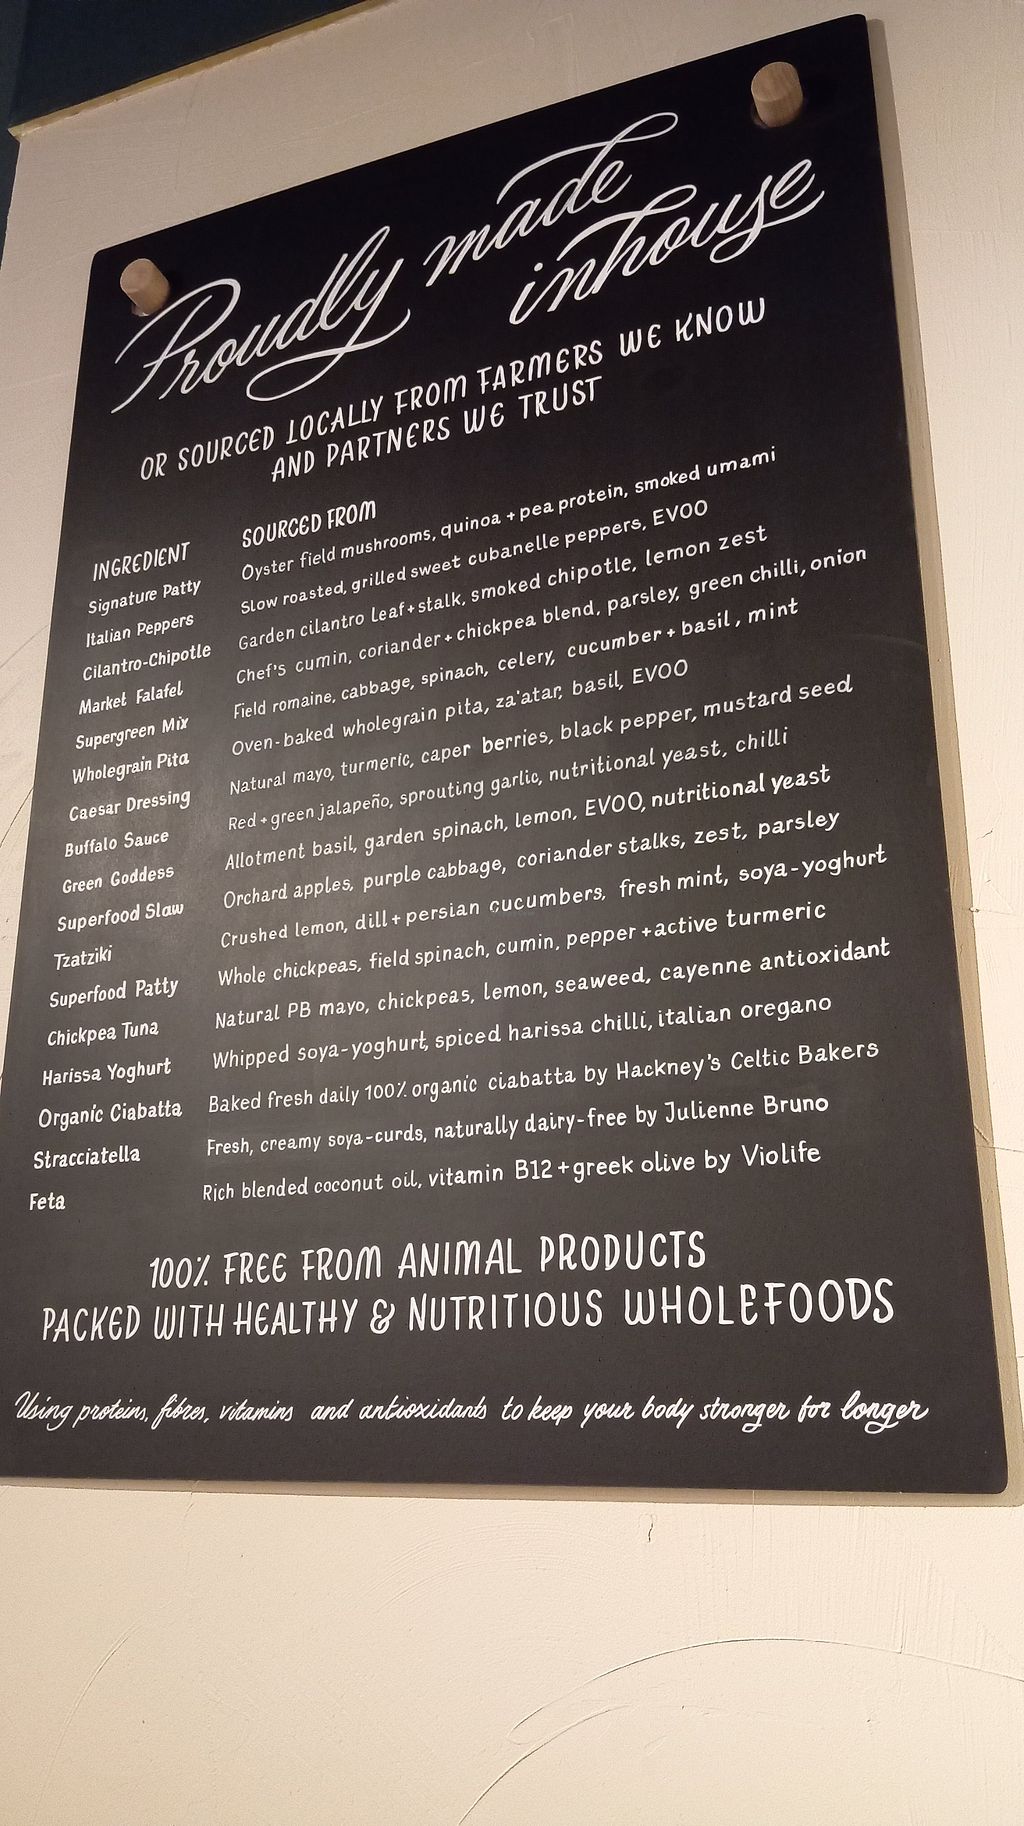 Proudly made
inhouse
OR SOURCED LOCALLY FROM FARMERS WE KNOW
AND PARTNERS WE TRUST
INGREDIENT SOURCED FROM
Signature Patty Oyster field mushrooms, quinoa + pea protein, smoked umami
Italian Peppers Slow roasted, grilled sweet cubanelle peppers, EVOO
Cilantro-Chipotle Garden cilantro leaf + stalk, smoked chipotle, lemon zest
Market Falafel Chef's cumin, coriander + chickpea blend, parsley, green chilli, onion
Supergreen Mix Field romaine, cabbage, spinach, celery, cucumber + basil, mint
Wholegrain Pita Oven-baked wholegrain pita, za'atar, basil, EVOO
Caesar Dressing Natural mayo, turmeric, caper berries, black pepper, mustard seed
Buffalo Sauce Red + green jalapeño, sprouting garlic, nutritional yeast, chilli
Green Goddess Allotment basil, garden spinach, lemon, EVOO, nutritional yeast
Superfood Slaw Orchard apples, purple cabbage, coriander stalks, zest, parsley
Tzatziki Crushed lemon, dill + persian cucumbers, fresh mint, soya-yoghurt
Superfood Patty Whole chickpeas, field spinach, cumin, pepper + active turmeric
Chickpea Tuna Natural PB mayo, chickpeas, lemon, seaweed, cayenne antioxidant
Harissa Yoghurt Whipped soya-yoghurt, spiced harissa chilli, italian oregano
Organic Ciabatta Baked fresh daily 100% organic ciabatta by Hackney's Celtic Bakers
Stracciatella Fresh, creamy soya-curds, naturally dairy-free by Julienne Bruno
Feta Rich blended coconut oil, vitamin B12 + greek olive by Violife
100% FREE FROM ANIMAL PRODUCTS
PACKED WITH HEALTHY & NUTRITIOUS WHOLEFOODS
Using proteins, fibres, vitamins and antioxidants to keep your body stronger for longer